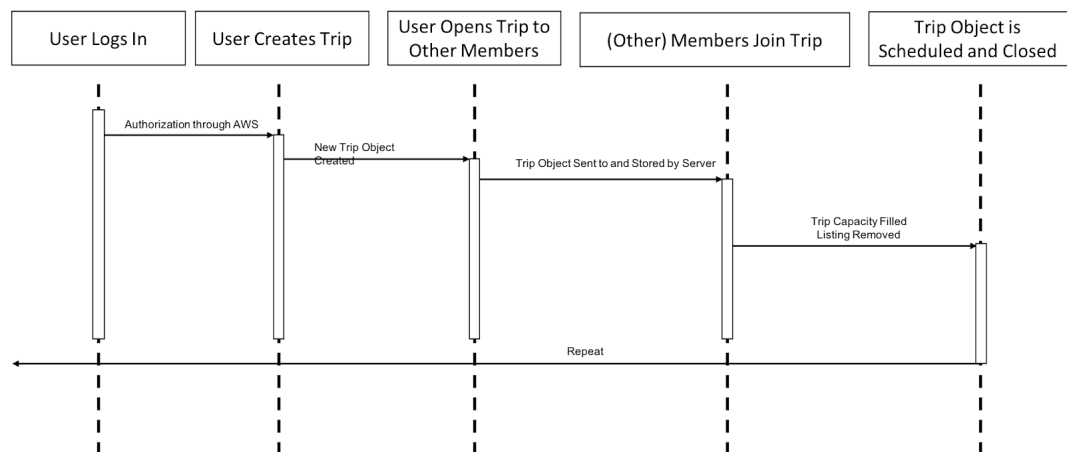 User Logs In
User Creates Trip
User Opens Trip to
Other Members
(Other) Members Join Trip
Trip Object is
Scheduled and Closed
Authorization through AWS
New Trip Object
Created
Trip Object Sent to and Stored by Server
Trip Capacity Filled
Listing Removed
Repeat